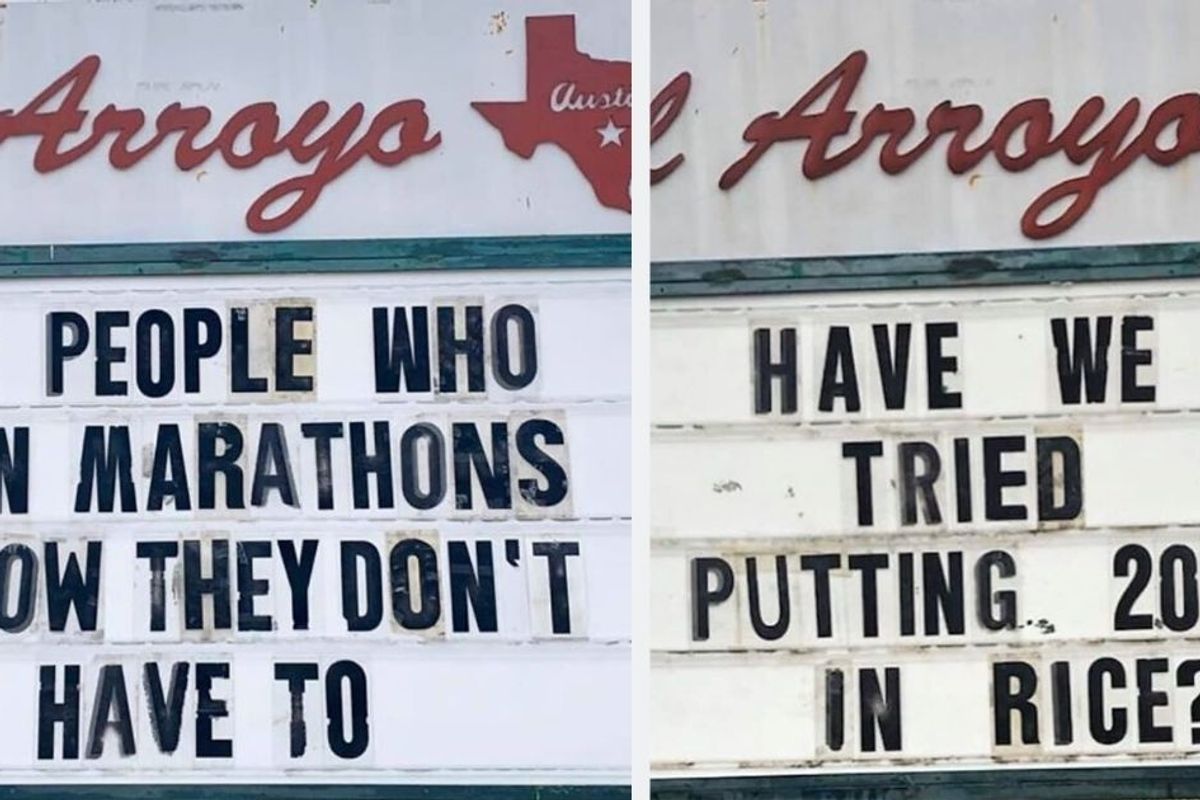 Arroyo
Austi
PEOPLE WHO
N MARATHONS
OW THEY DON'T
HAVE TO
l Arroyo
HAVE WE
TRIED
PUTTING 20
IN RICE?